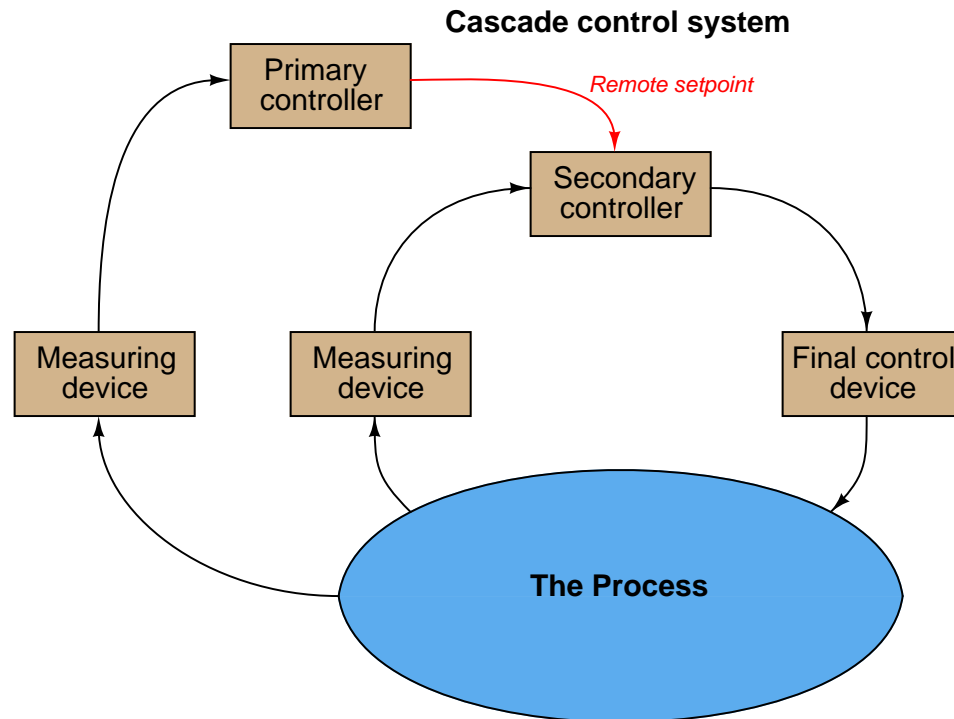 Cascade control system
Primary
controller
Remote setpoint
Secondary
controller
Measuring
device
Measuring
device
Final control
device
The Process